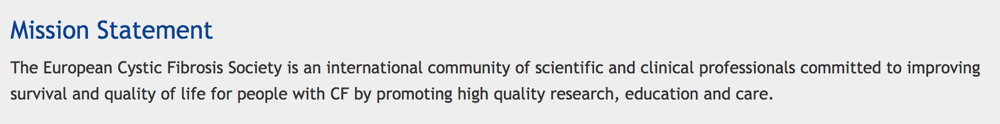 Mission Statement
The European Cystic Fibrosis Society is an international community of scientific and clinical professionals committed to improving
survival and quality of life for people with CF by promoting high quality research, education and care.